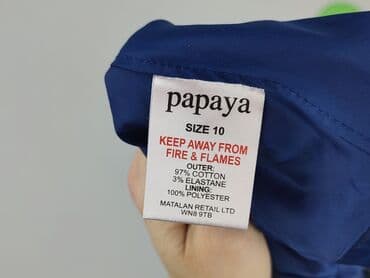 papaya
SIZE 10
KEEP AWAY FROM
FIRE & FLAMES
OUTER:
97% COTTON
3% ELASTANE
LINING:
100% POLYESTER
MATALAN RETAIL LTD
WN8 9TB